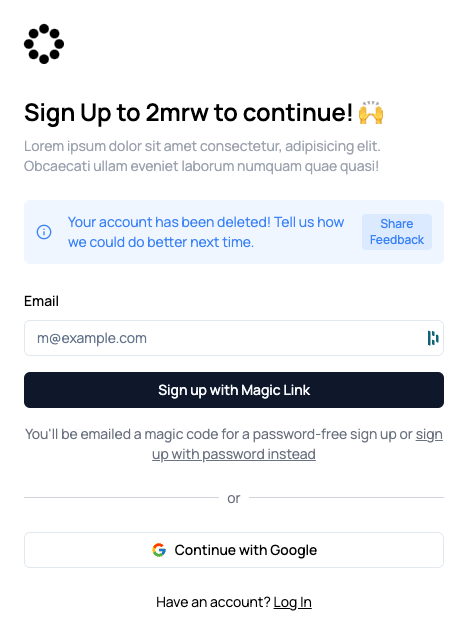 Sign Up to 2mrw to continue! 🙌
Lorem ipsum dolor sit amet consectetur, adipisicing elit.
Obcaecati ullam eveniet laborum numquam quae quasi!
Your account has been deleted! Tell us how
we could do better next time.
Share
Feedback
Email
m@example.com
Sign up with Magic Link
You'll be emailed a magic code for a password-free sign up or sign
up with password instead
or
Continue with Google
Have an account? Log In